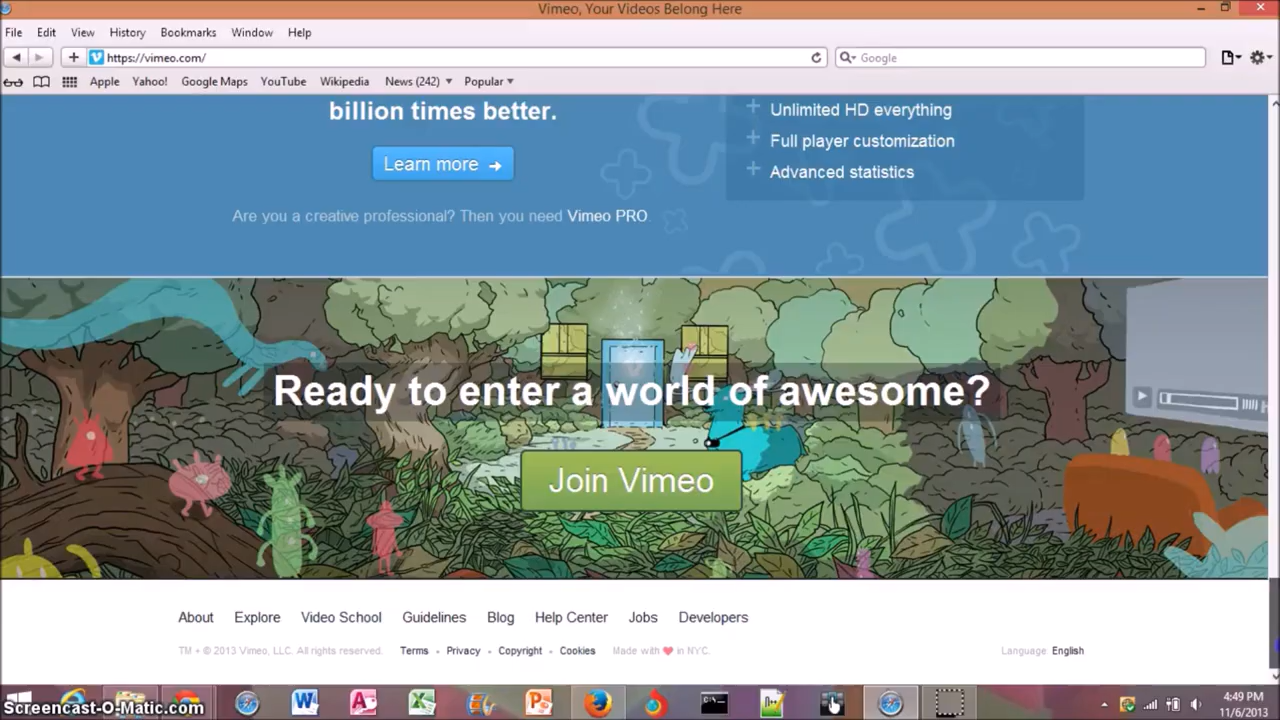 Vimeo, Your Videos Belong Here
File Edit View History Bookmarks Window Help
https://vimeo.com/ Google
Apple Yahoo! Google Maps YouTube Wikipedia News (242) Popular
billion times better.
Unlimited HD everything
Full player customization
Learn more →
Advanced statistics
Are you a creative professional? Then you need Vimeo PRO
Ready to enter a world of awesome?
Join Vimeo
About Explore Video School Guidelines Blog Help Center Jobs Developers
TM + © 2013 Vimeo, LLC. All rights reserved. Terms Privacy Copyright Cookies Made with ♥ in NYC. Language English
Screencast-O-Matic.com
4:49 PM
11/6/2013